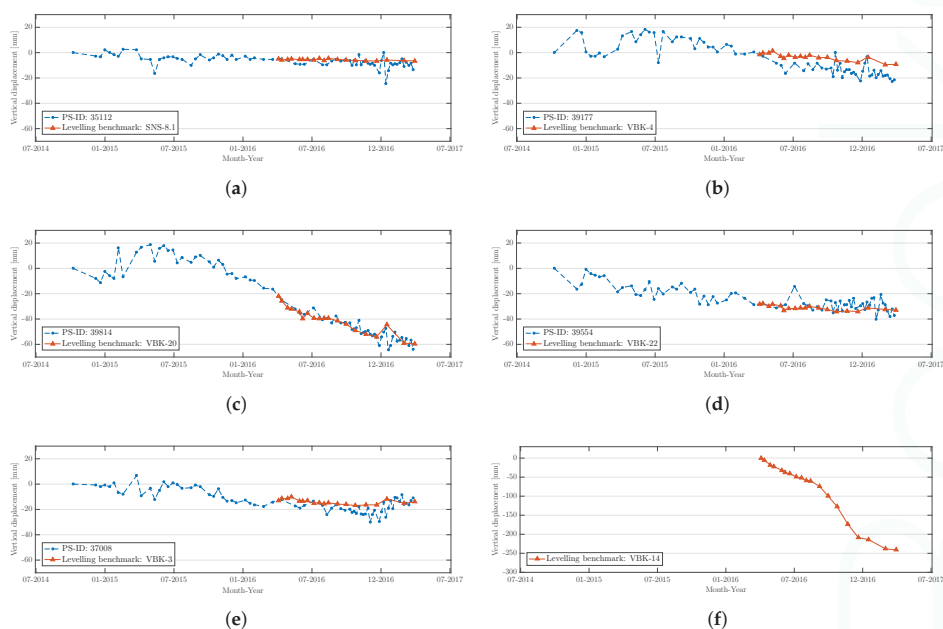 20
0
-20
-40
-60
Vertical displacement [mm]
PS-ID: 35112
Levelling benchmark: SNS-8.1
07-2014 01-2015 07-2015 01-2016 07-2016 12-2016 07-2017
Month-Year
(a)
20
0
-20
-40
-60
Vertical displacement [mm]
PS-ID: 39177
Levelling benchmark: VBK-4
07-2014 01-2015 07-2015 01-2016 07-2016 12-2016 07-2017
Month-Year
(b)
20
0
-20
-40
-60
Vertical displacement [mm]
PS-ID: 39814
Levelling benchmark: VBK-20
07-2014 01-2015 07-2015 01-2016 07-2016 12-2016 07-2017
Month-Year
(c)
20
0
-20
-40
-60
Vertical displacement [mm]
PS-ID: 39554
Levelling benchmark: VBK-22
07-2014 01-2015 07-2015 01-2016 07-2016 12-2016 07-2017
Month-Year
(d)
20
0
-20
-40
-60
Vertical displacement [mm]
PS-ID: 37008
Levelling benchmark: VBK-3
07-2014 01-2015 07-2015 01-2016 07-2016 12-2016 07-2017
Month-Year
(e)
0
-50
-100
-150
-200
-250
-300
Vertical displacement [mm]
Levelling benchmark: VBK-14
07-2014 01-2015 07-2015 01-2016 07-2016 12-2016 07-2017
Month-Year
(f)